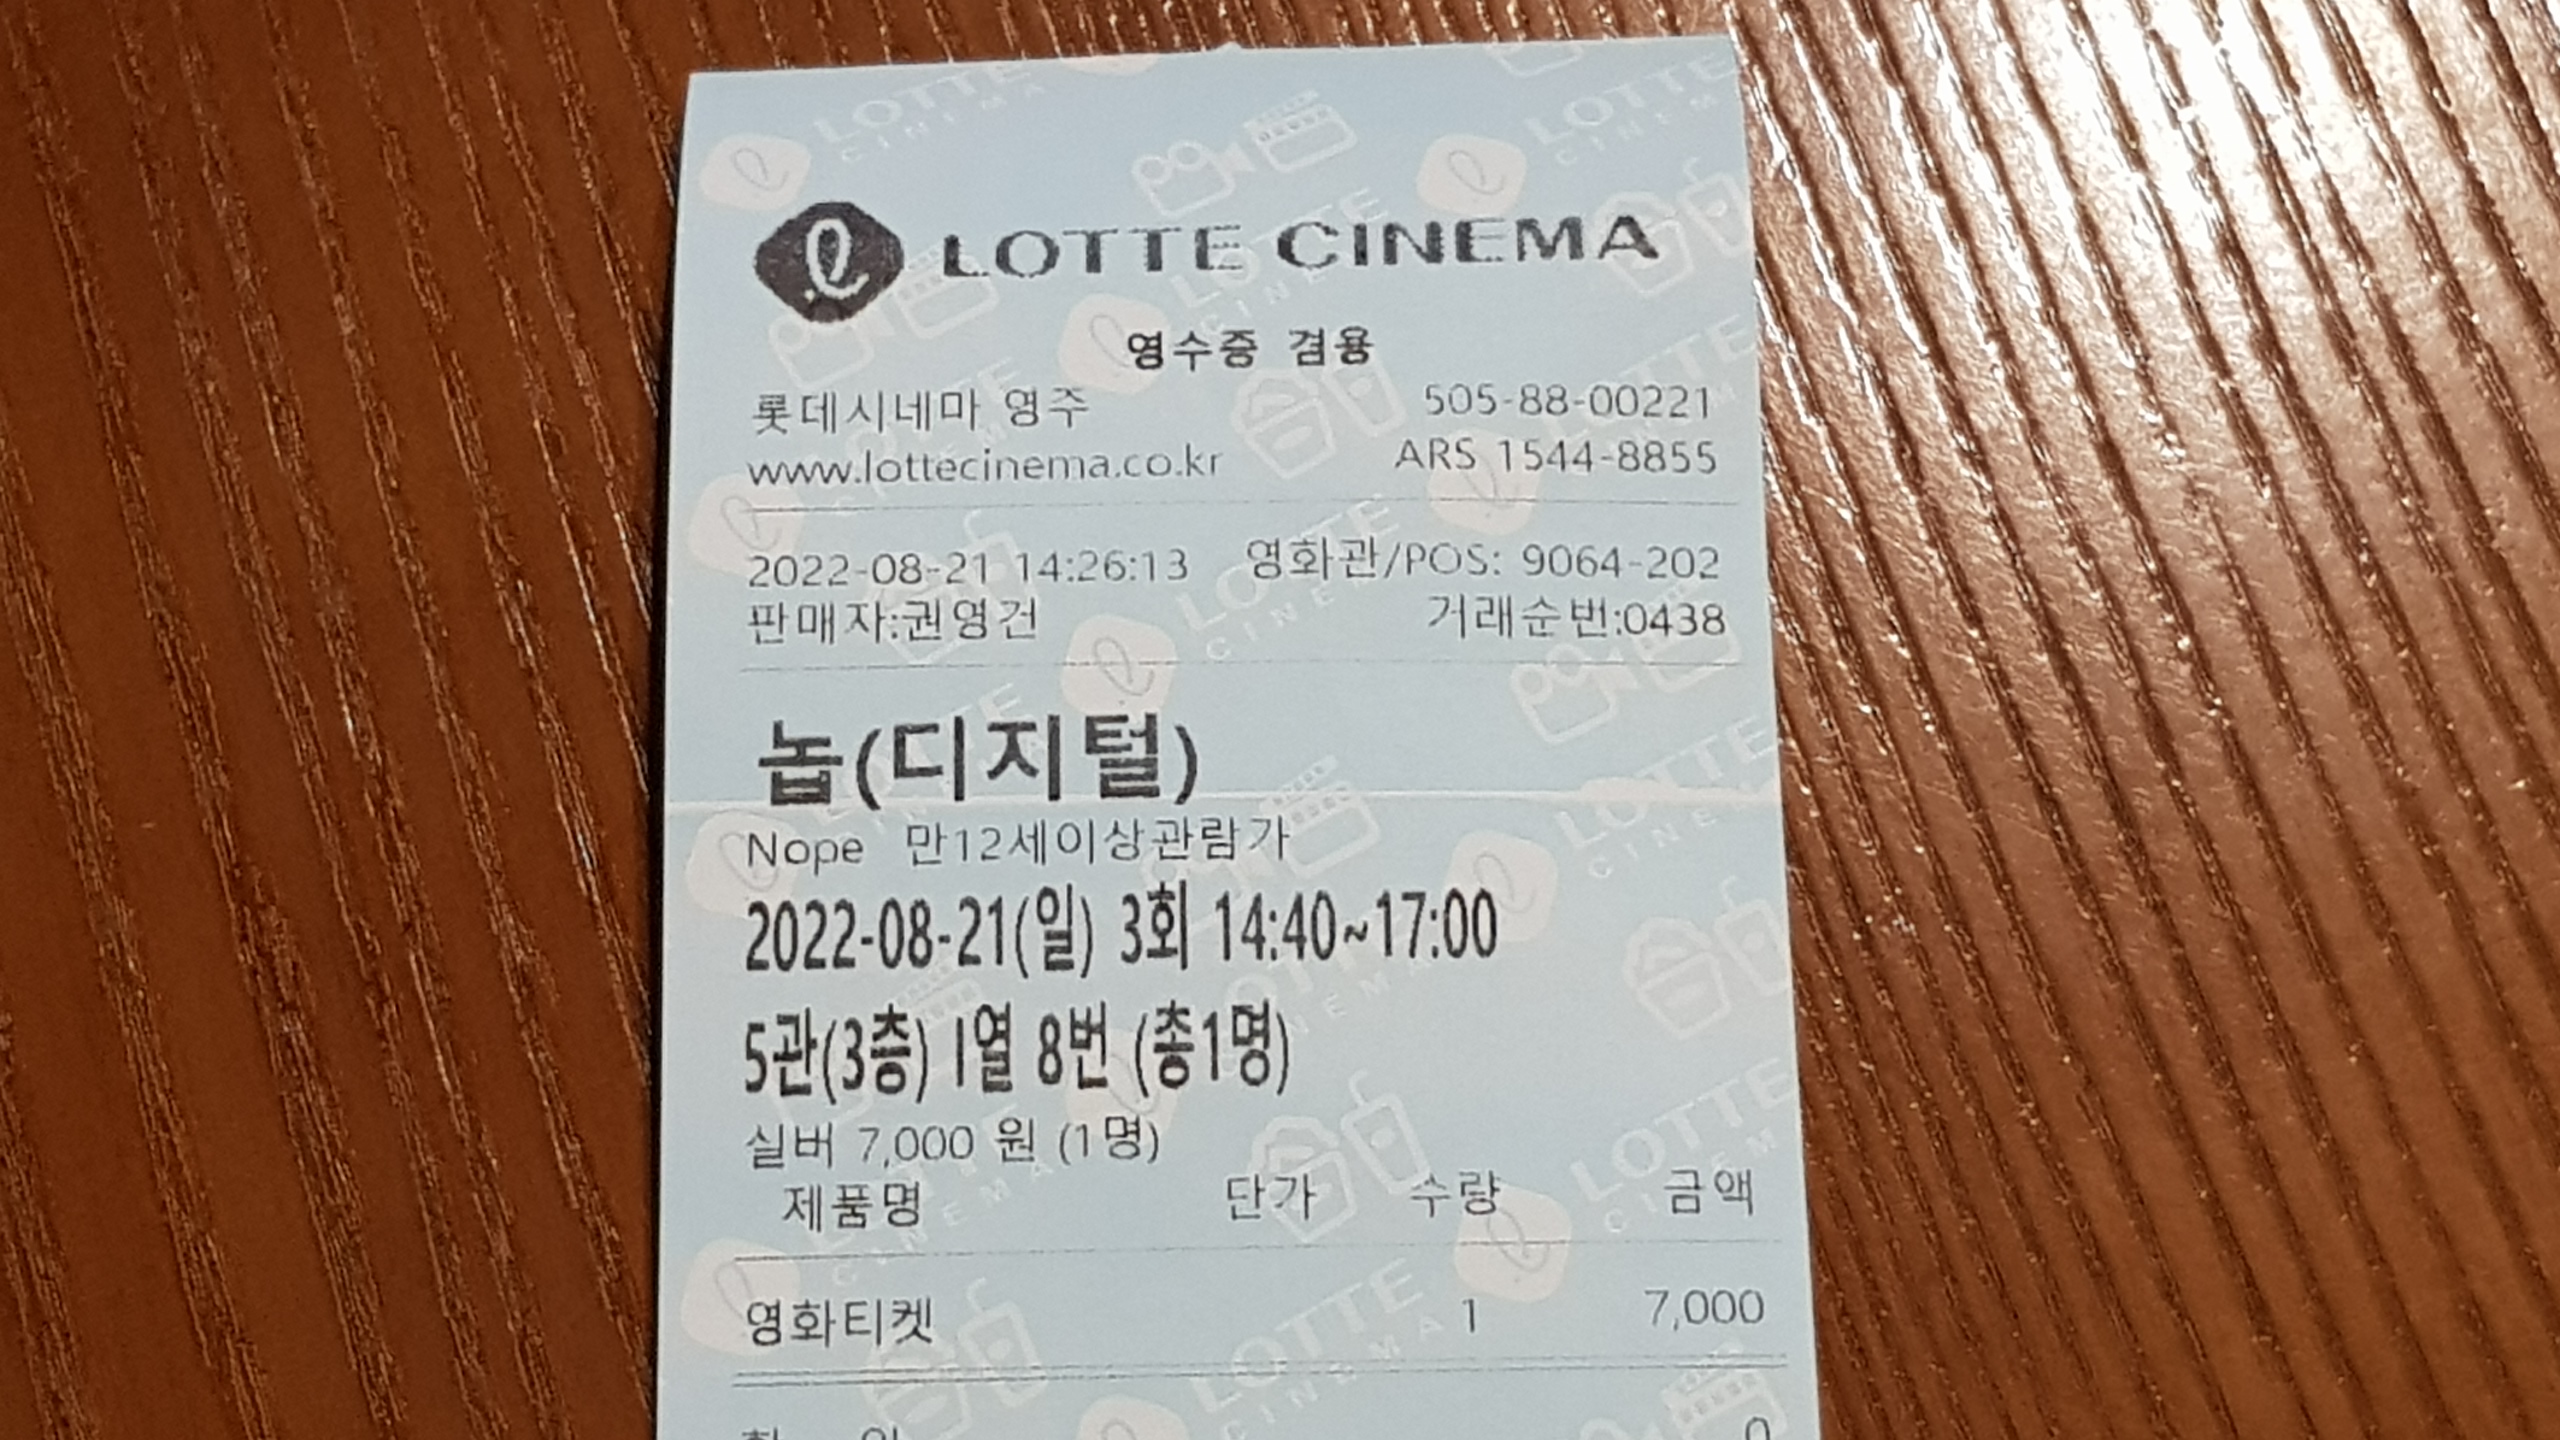 LOTTE CINEMA
영수증 겸용
롯데시네마 영주 505-88-00221
www.lottecinema.co.kr ARS 1544-8855
2022-08-21 14:26:13 영화관/POS: 9064-202
판매자:권영건 거래순번:0438
놉(디지털)
Nope 만12세이상관람가
2022-08-21(일) 3회 14:40~17:00
5관(3층) I열 8번 (총1명)
실버 7,000 원 (1명)
제품명 단가 수량 금액
영화티켓 1 7,000